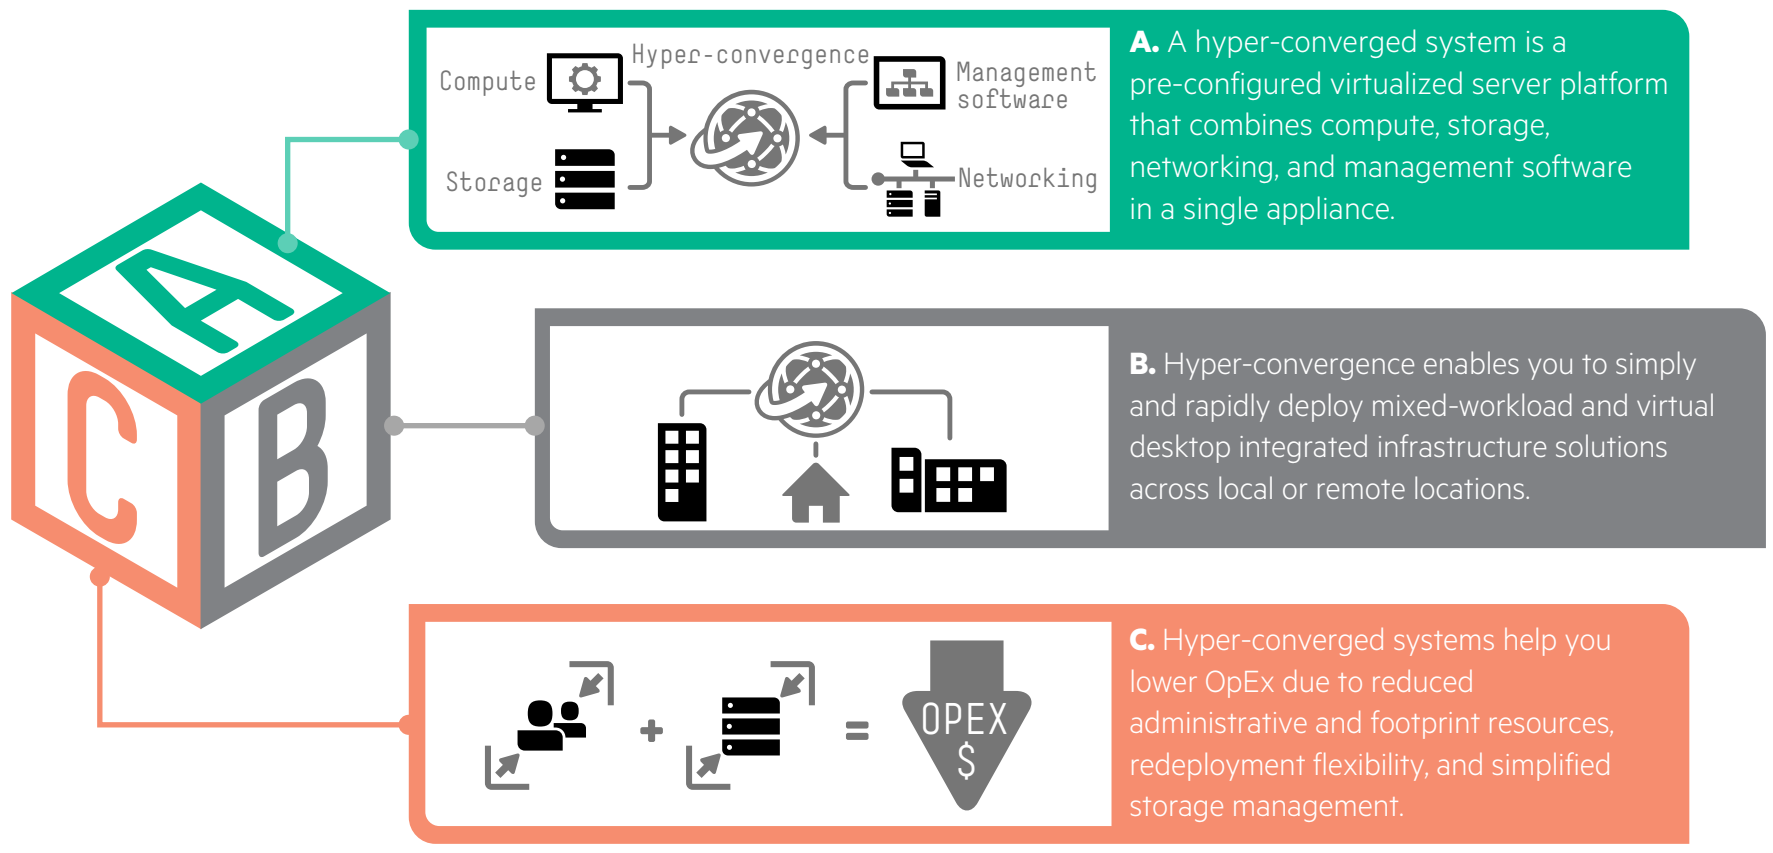 Hyper-convergence
Compute
Management
software
Storage
Networking
A. A hyper-converged system is a
pre-configured virtualized server platform
that combines compute, storage,
networking, and management software
in a single appliance.
A
C
B
B. Hyper-convergence enables you to simply
and rapidly deploy mixed-workload and virtual
desktop integrated infrastructure solutions
across local or remote locations.
+
=
OPEX
$
C. Hyper-converged systems help you
lower OpEx due to reduced
administrative and footprint resources,
redeployment flexibility, and simplified
storage management.